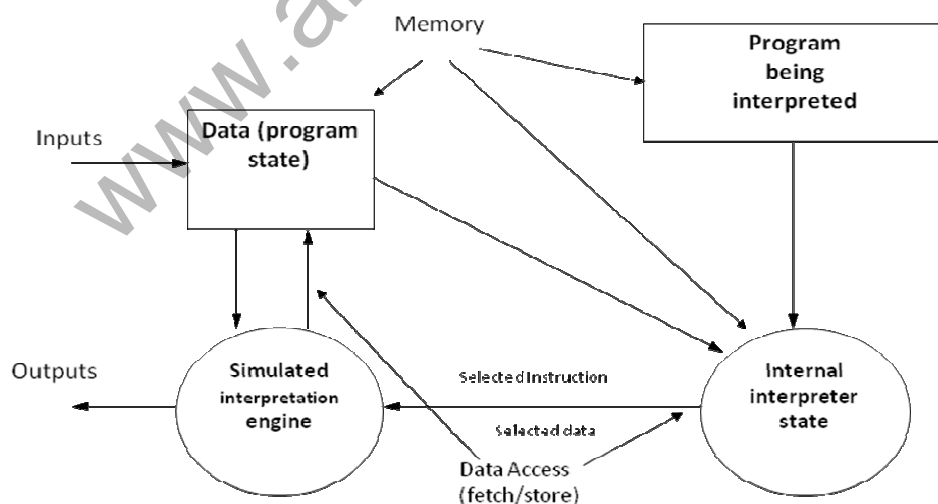 www.a
Memory
Program
being
interpreted
Inputs
Data (program
state)
Outputs
Simulated
interpretation
engine
Selected Instruction
Selected data
Internal
interpreter
state
Data Access
(fetch/store)